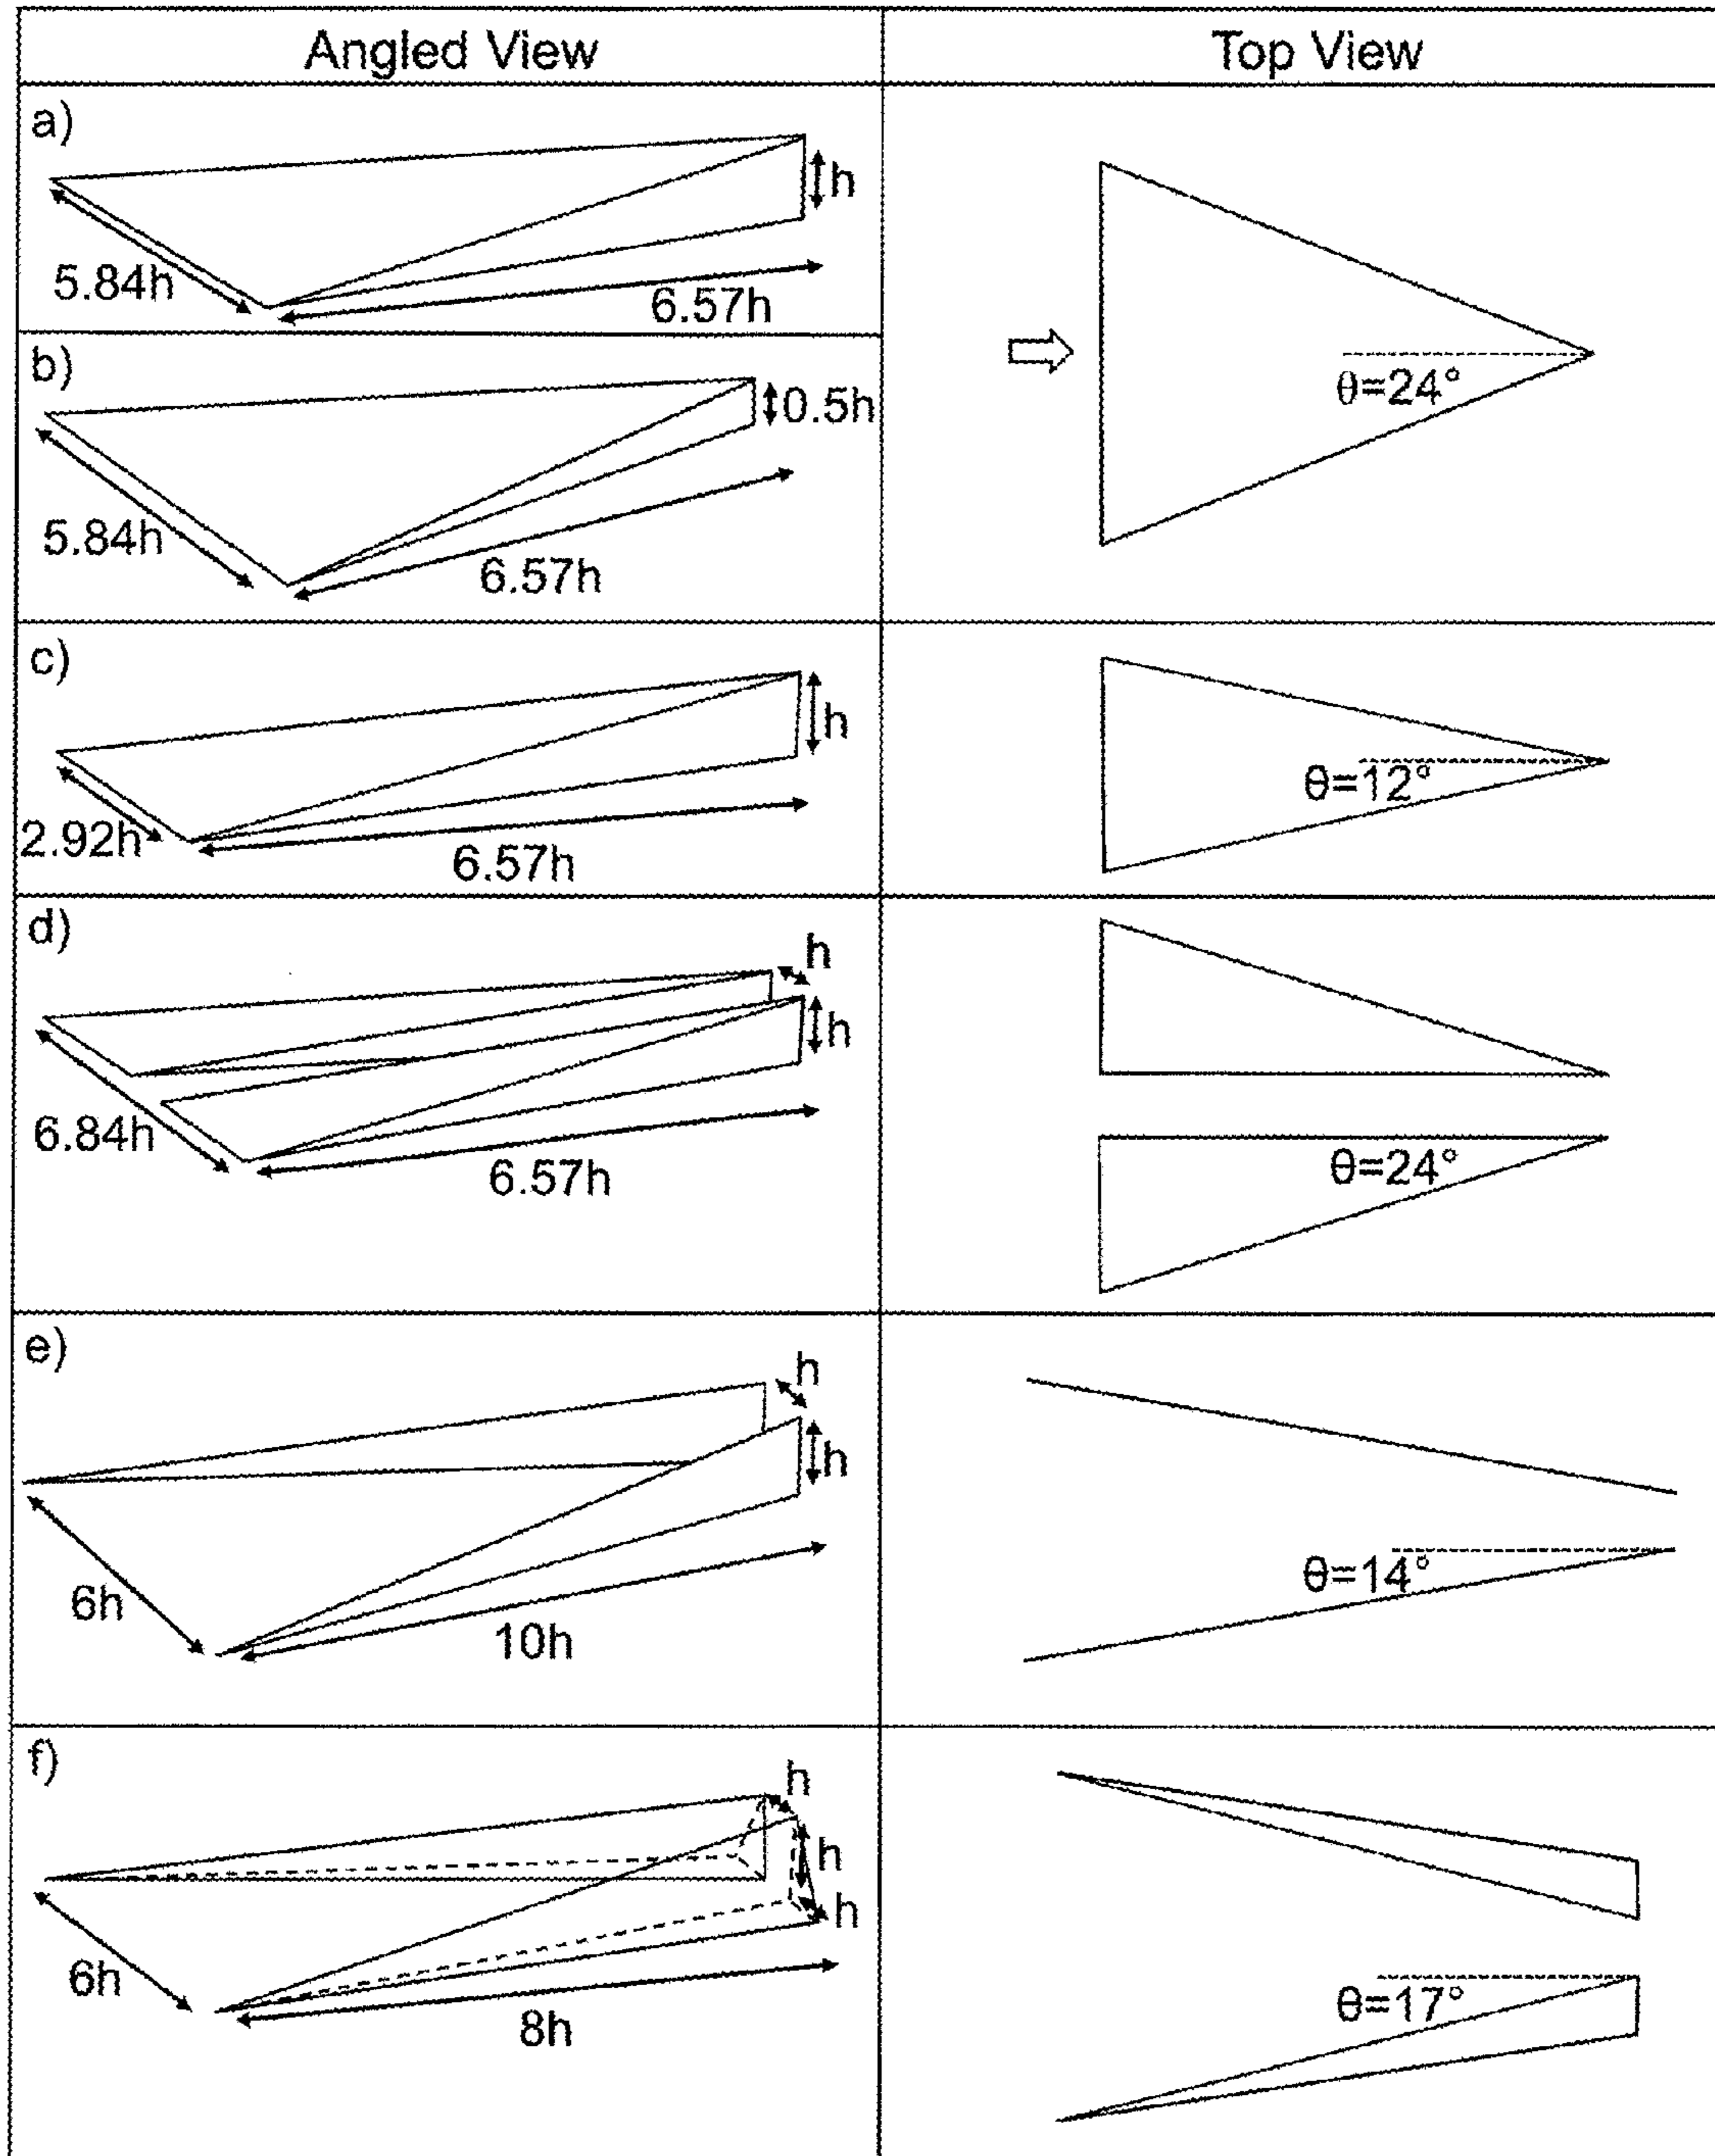 Angled View
Top View
a)
h
5.84h
6.57h
b)
0.5h
5.84h
6.57h
θ=24°
c)
h
2.92h
6.57h
θ=12°
d)
h
h
6.84h
6.57h
θ=24°
e)
h
h
6h
10h
θ=14°
f)
h
h
h
6h
8h
θ=17°